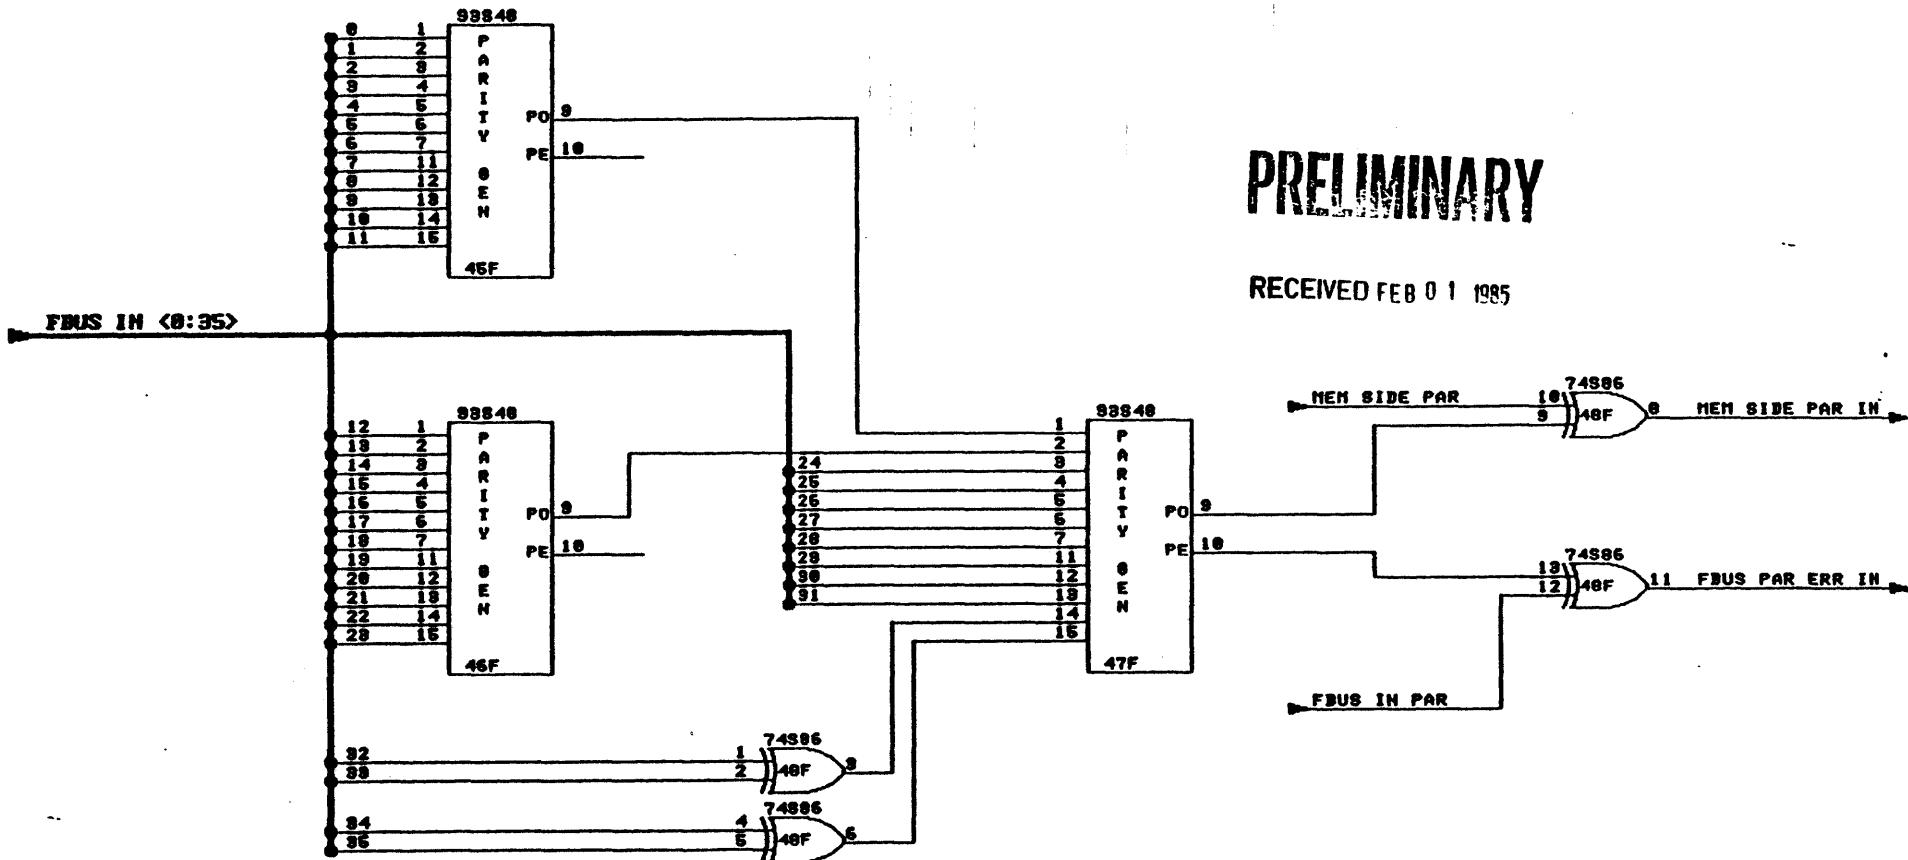 93S48
0 1
1 2
2 3
3 4
4 5
5 6
6 7
7 11
8 12
9 13
10 14
11 15
PARITY GEN
PO 9
PE 10
45F
PRELIMINARY
RECEIVED FEB 01 1985
FBUS IN <0:35>
93S48
12 1
13 2
14 3
15 4
16 5
17 6
18 7
19 11
20 12
21 13
22 14
23 15
PARITY GEN
PO 9
PE 10
46F
93S48
1
2
24 3
25 4
26 5
27 6
28 7
29 11
30 12
31 13
14
15
PARITY GEN
PO 9
PE 10
47F
74S86
MEM SIDE PAR 10
9 48F 8 MEM SIDE PAR IN
74S86
13
12 48F 11 FBUS PAR ERR IN
FBUS IN PAR
74S86
32 1
33 2
48F 3
74S86
34 4
35 5
48F 6